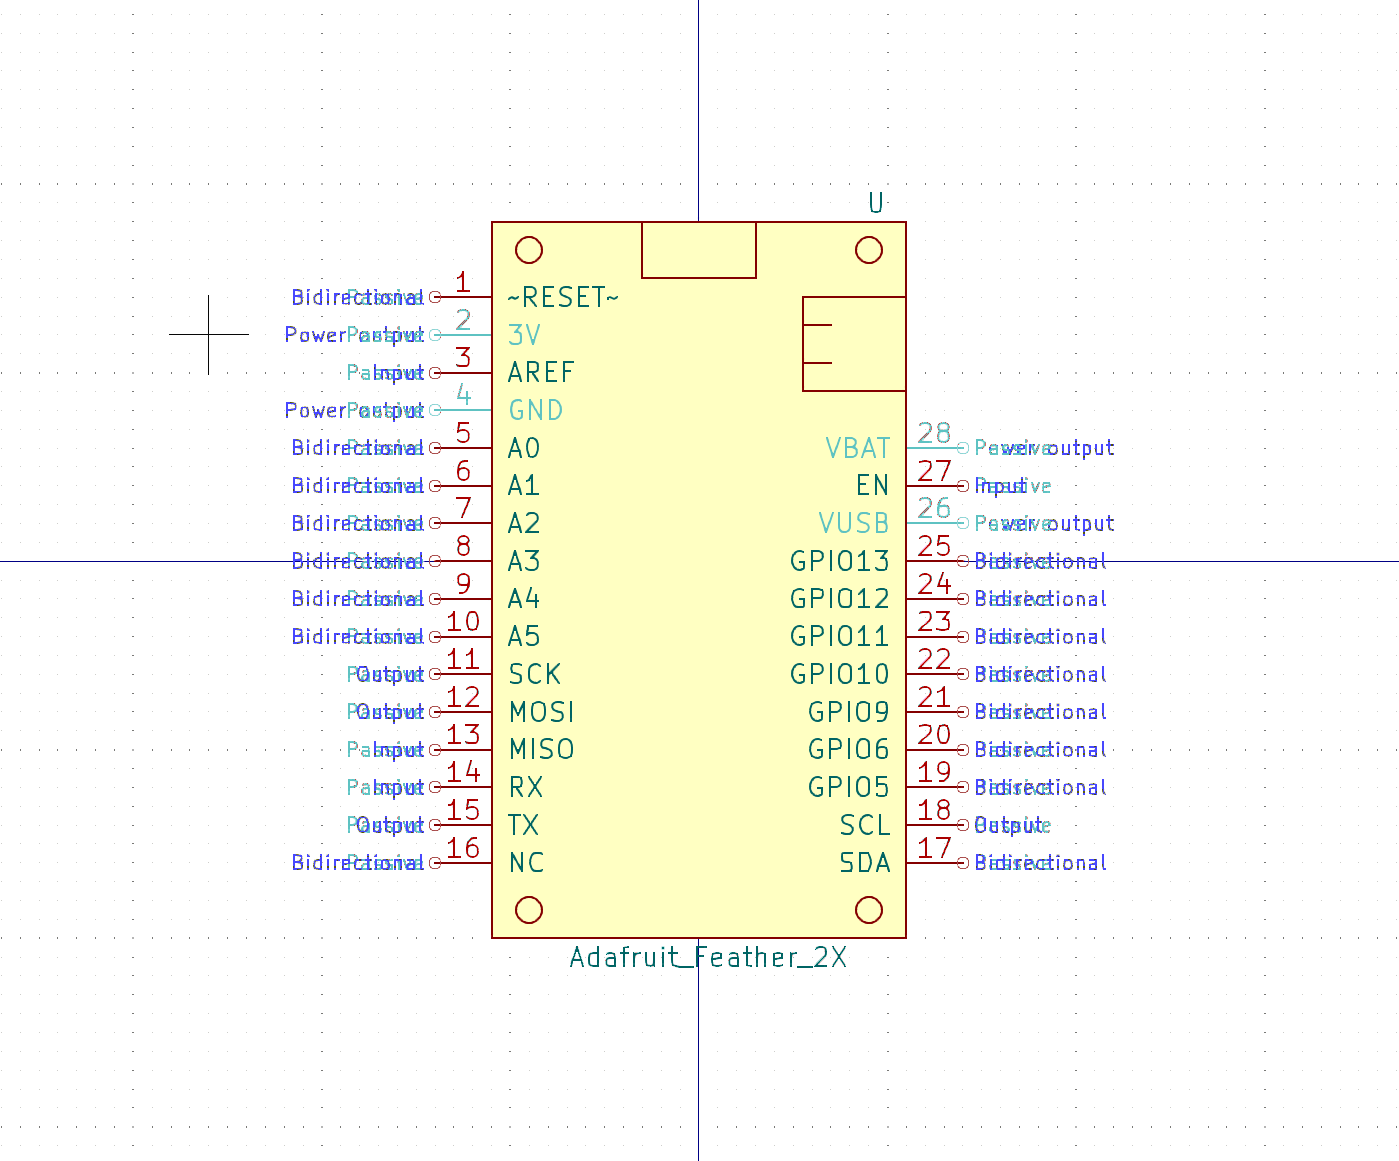 U
Bidirectional Passive 1 ~RESET~
Power output Passive 2 3V
Input Passive 3 AREF
Power output Passive 4 GND
Bidirectional Passive 5 A0 VBAT 28 Power output Passive
Bidirectional Passive 6 A1 EN 27 Input Passive
Bidirectional Passive 7 A2 VUSB 26 Power output Passive
Bidirectional Passive 8 A3 GPIO13 25 Bidirectional Passive
Bidirectional Passive 9 A4 GPIO12 24 Bidirectional Passive
Bidirectional Passive 10 A5 GPIO11 23 Bidirectional Passive
Output Passive 11 SCK GPIO10 22 Bidirectional Passive
Output Passive 12 MOSI GPIO9 21 Bidirectional Passive
Input Passive 13 MISO GPIO6 20 Bidirectional Passive
Input Passive 14 RX GPIO5 19 Bidirectional Passive
Output Passive 15 TX SCL 18 Output Passive
Bidirectional Passive 16 NC SDA 17 Bidirectional Passive
Adafruit_Feather_2X